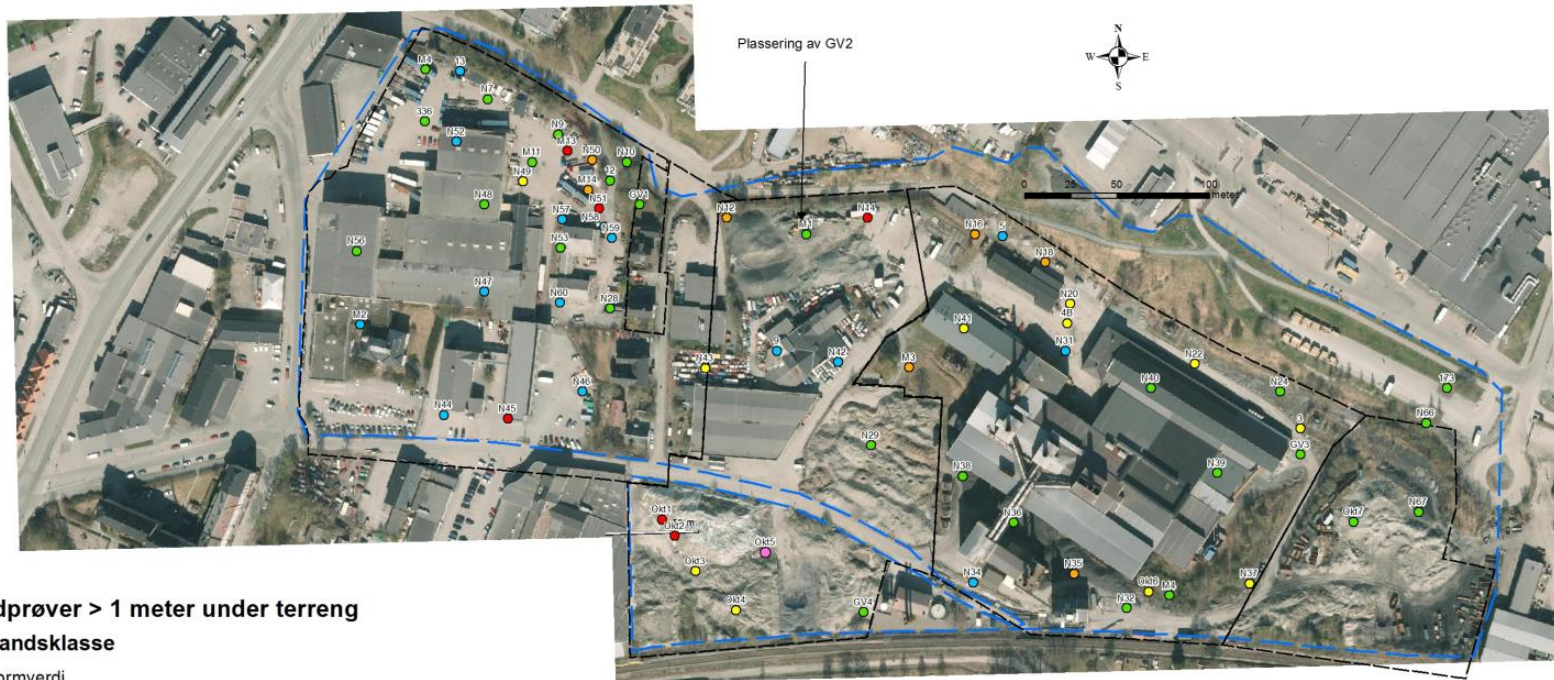 Plassering av GV2
N
W E
S
0 25 50 100
meter
M4
13
N7
336
N52
N9
M13
N50
N10
M11
N49
M14
12
N48
N51
GV1
N57
N58
N59
N56
N53
N47
N60
N28
M2
N46
N44
N45
N12
M1
N14
N16
5
N18
N20
4B
N41
N31
N43
9
N42
M3
N22
N40
N24
173
N66
3
GV3
N29
N38
N39
N36
Okt7
N67
Okt1
Okt2
Okt5
Okt3
Okt4
GV4
N34
N35
Okt6
M4
N32
N37
dprøver > 1 meter under terreng
andsklasse
ormverdi